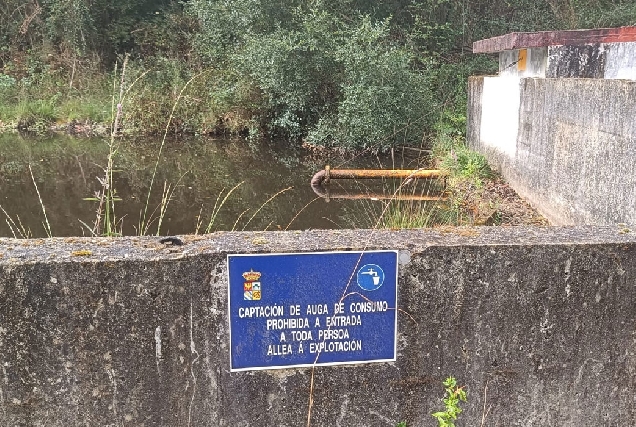 CAPTACIÓN DE AUGA DE CONSUMO
PROHIBIDA A ENTRADA
A TODA PERSOA
ALLEA Á EXPLOTACIÓN